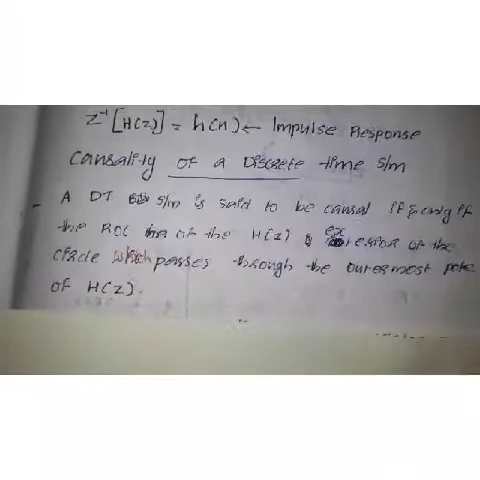 Z⁻¹[H(z)] = h(n) ← Impulse Response
Causality of a Discrete time s/m
- A DT s/m is said to be causal if & only if
the ROC of the H(z) exterior of the
circle which passes through the outermost pole
of H(z).